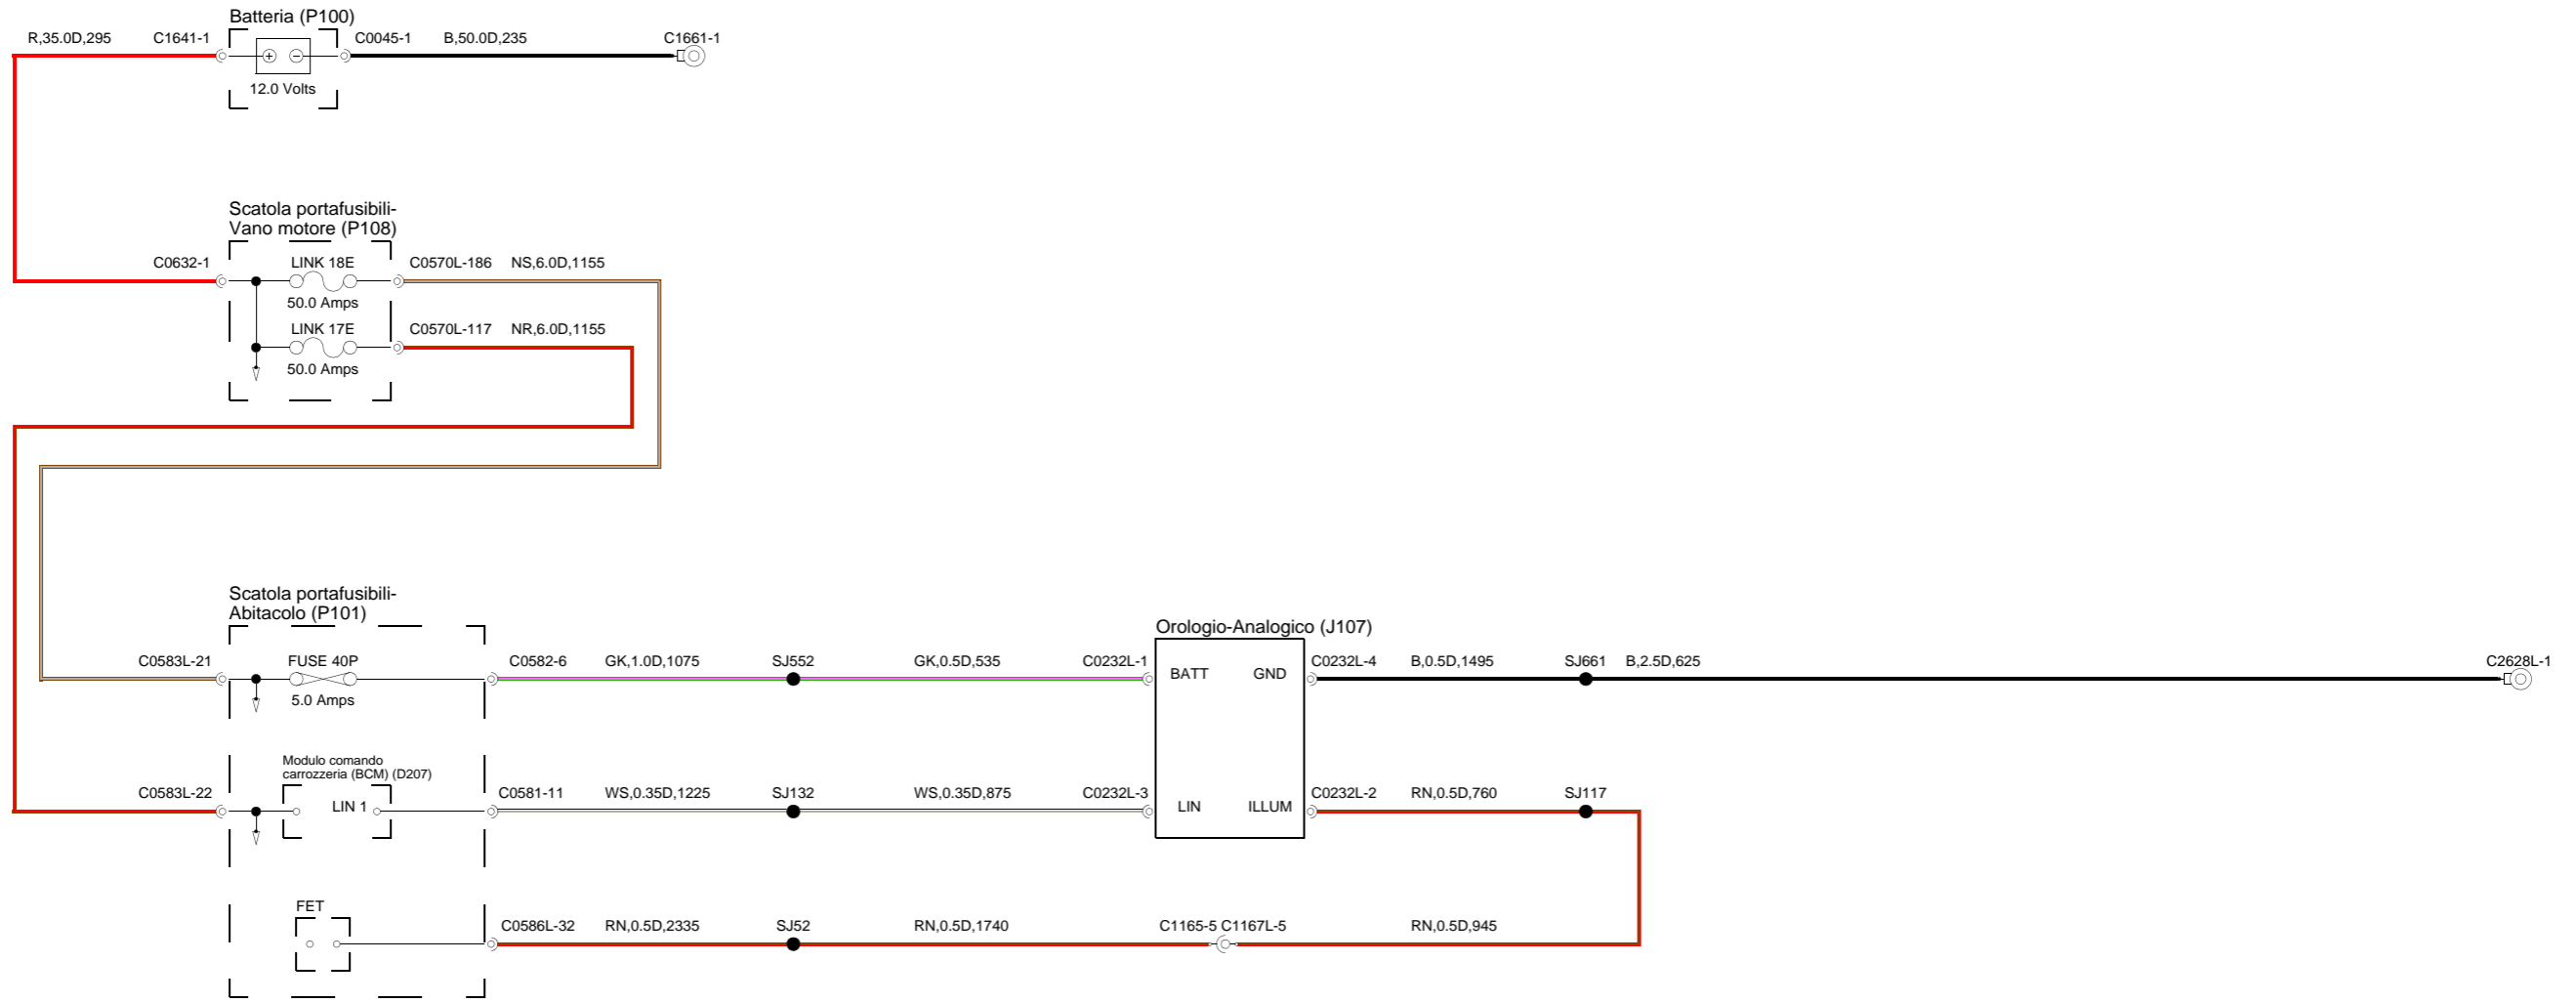 Batteria (P100)
R,35.0D,295
C1641-1
C0045-1
B,50.0D,235
C1661-1
12.0 Volts
Scatola portafusibili-
Vano motore (P108)
C0632-1
LINK 18E
C0570L-186
NS,6.0D,1155
50.0 Amps
LINK 17E
C0570L-117
NR,6.0D,1155
50.0 Amps
Scatola portafusibili-
Abitacolo (P101)
Orologio-Analogico (J107)
C0583L-21
FUSE 40P
C0582-6
GK,1.0D,1075
SJ552
GK,0.5D,535
C0232L-1
BATT
GND
C0232L-4
B,0.5D,1495
SJ661
B,2.5D,625
C2628L-1
5.0 Amps
Modulo comando
carrozzeria (BCM) (D207)
C0583L-22
LIN 1
C0581-11
WS,0.35D,1225
SJ132
WS,0.35D,875
C0232L-3
LIN
ILLUM
C0232L-2
RN,0.5D,760
SJ117
FET
C0586L-32
RN,0.5D,2335
SJ52
RN,0.5D,1740
C1165-5 C1167L-5
RN,0.5D,945